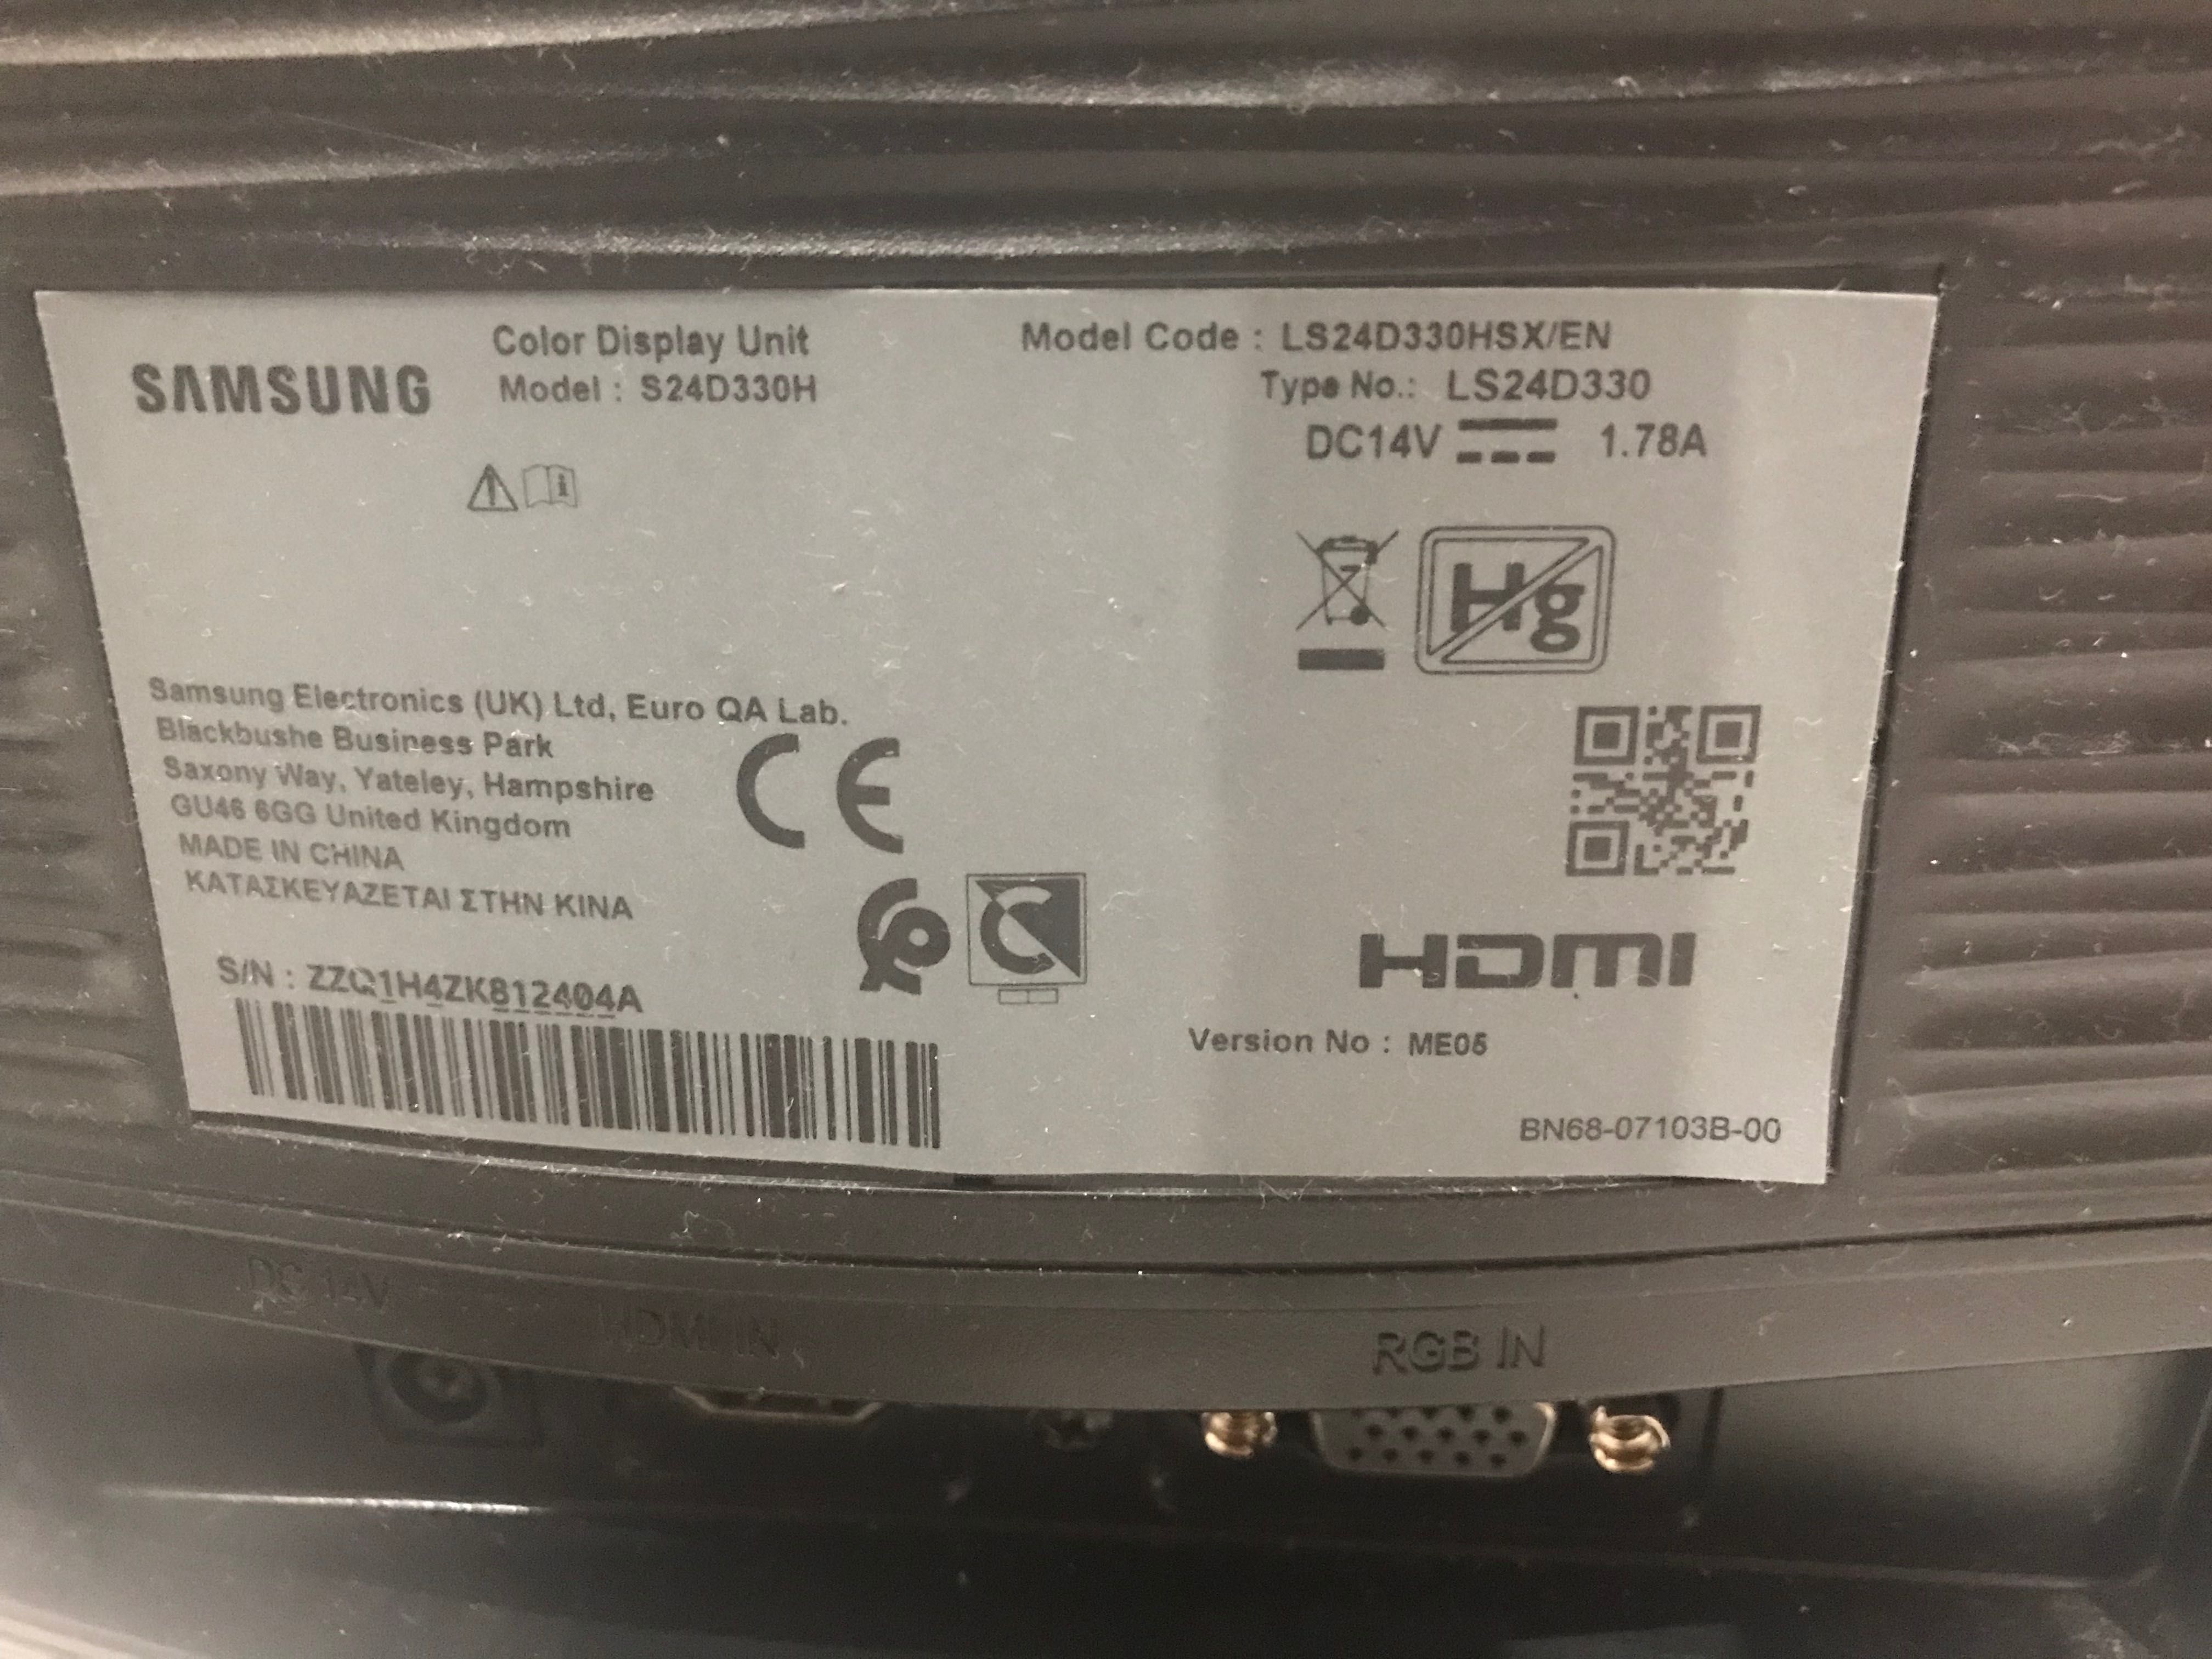 SAMSUNG
Color Display Unit
Model : S24D330H
Model Code : LS24D330HSX/EN
Type No.: LS24D330
DC14V 1.78A
Hg
Samsung Electronics (UK) Ltd, Euro QA Lab.
Blackbushe Business Park
Saxony Way, Yateley, Hampshire
GU46 6GG United Kingdom
MADE IN CHINA
ΚΑΤΑΣΚΕΥΑΖΕΤΑΙ ΣΤΗΝ ΚΙΝΑ
CE
S/N : ZZQ1H4ZK812404A
HDMI
Version No : ME05
BN68-07103B-00
DC 14V
HDMI IN
RGB IN